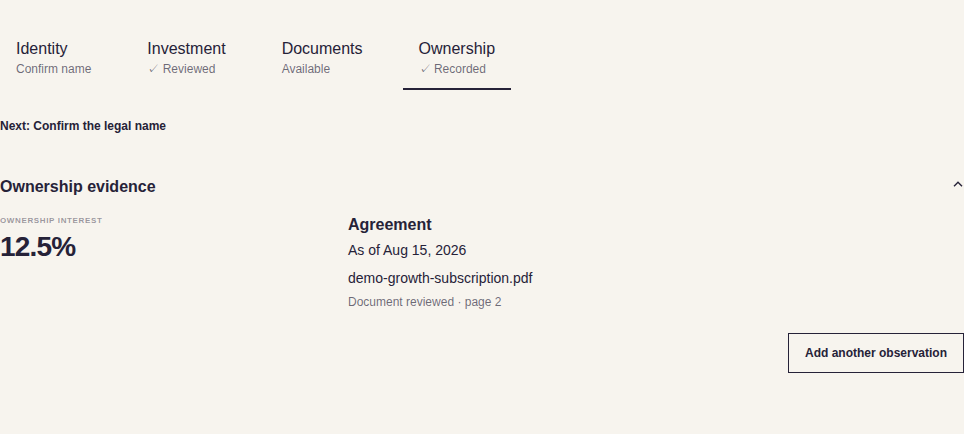 Identity
Confirm name
Investment
✓ Reviewed
Documents
Available
Ownership
✓ Recorded
Next: Confirm the legal name
Ownership evidence
OWNERSHIP INTEREST
12.5%
Agreement
As of Aug 15, 2026
demo-growth-subscription.pdf
Document reviewed · page 2
Add another observation